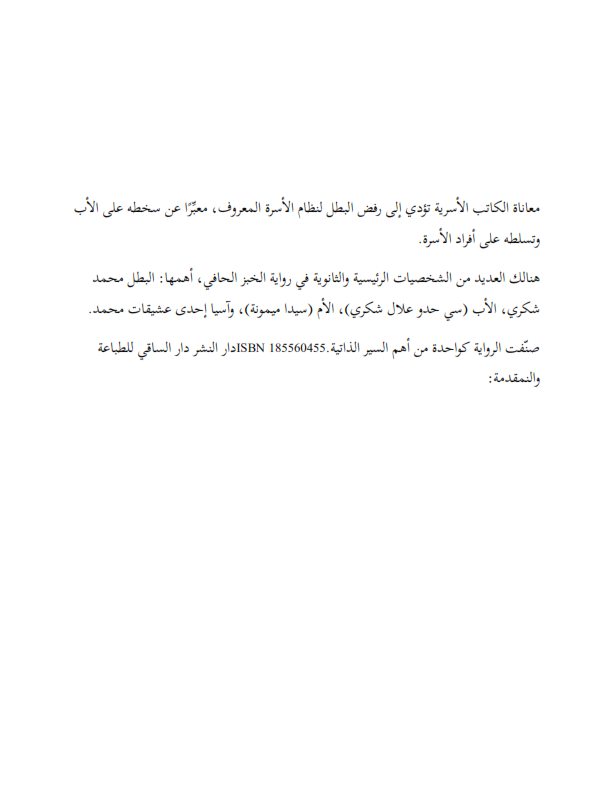 معاناة الكاتب الأسرية تؤدي إلى رفض البطل لنظام الأسرة المعروف، معبِّرًا عن سخطه على الأب
وتسلطه على أفراد الأسرة.
هنالك العديد من الشخصيات الرئيسية والثانوية في رواية الخبز الحافي، أهمها: البطل محمد
شكري، الأب (سي حدو علال شكري)، الأم (سيدا ميمونة)، وآسيا إحدى عشيقات محمد.
صنّفت الرواية كواحدة من أهم السير الذاتية.ISBN 185560455دار النشر دار الساقي للطباعة
والنمقدمة: